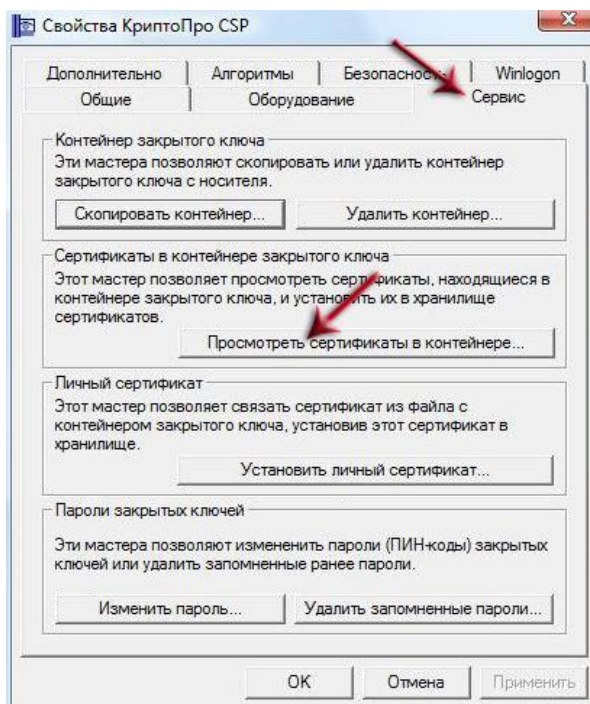 Свойства КриптоПро CSP
Дополнительно Алгоритмы Безопасность Winlogon
Общие Оборудование Сервис
Контейнер закрытого ключа
Эти мастера позволяют скопировать или удалить контейнер
закрытого ключа с носителя.
Скопировать контейнер... Удалить контейнер...
Сертификаты в контейнере закрытого ключа
Этот мастер позволяет просмотреть сертификаты, находящиеся в
контейнере закрытого ключа, и установить их в хранилище
сертификатов.
Просмотреть сертификаты в контейнере...
Личный сертификат
Этот мастер позволяет связать сертификат из файла с
контейнером закрытого ключа, установив этот сертификат в
хранилище.
Установить личный сертификат...
Пароли закрытых ключей
Эти мастера позволяют измененить пароли (ПИН-коды) закрытых
ключей или удалить запомненные ранее пароли.
Изменить пароль... Удалить запомненные пароли...
OK Отмена Применить